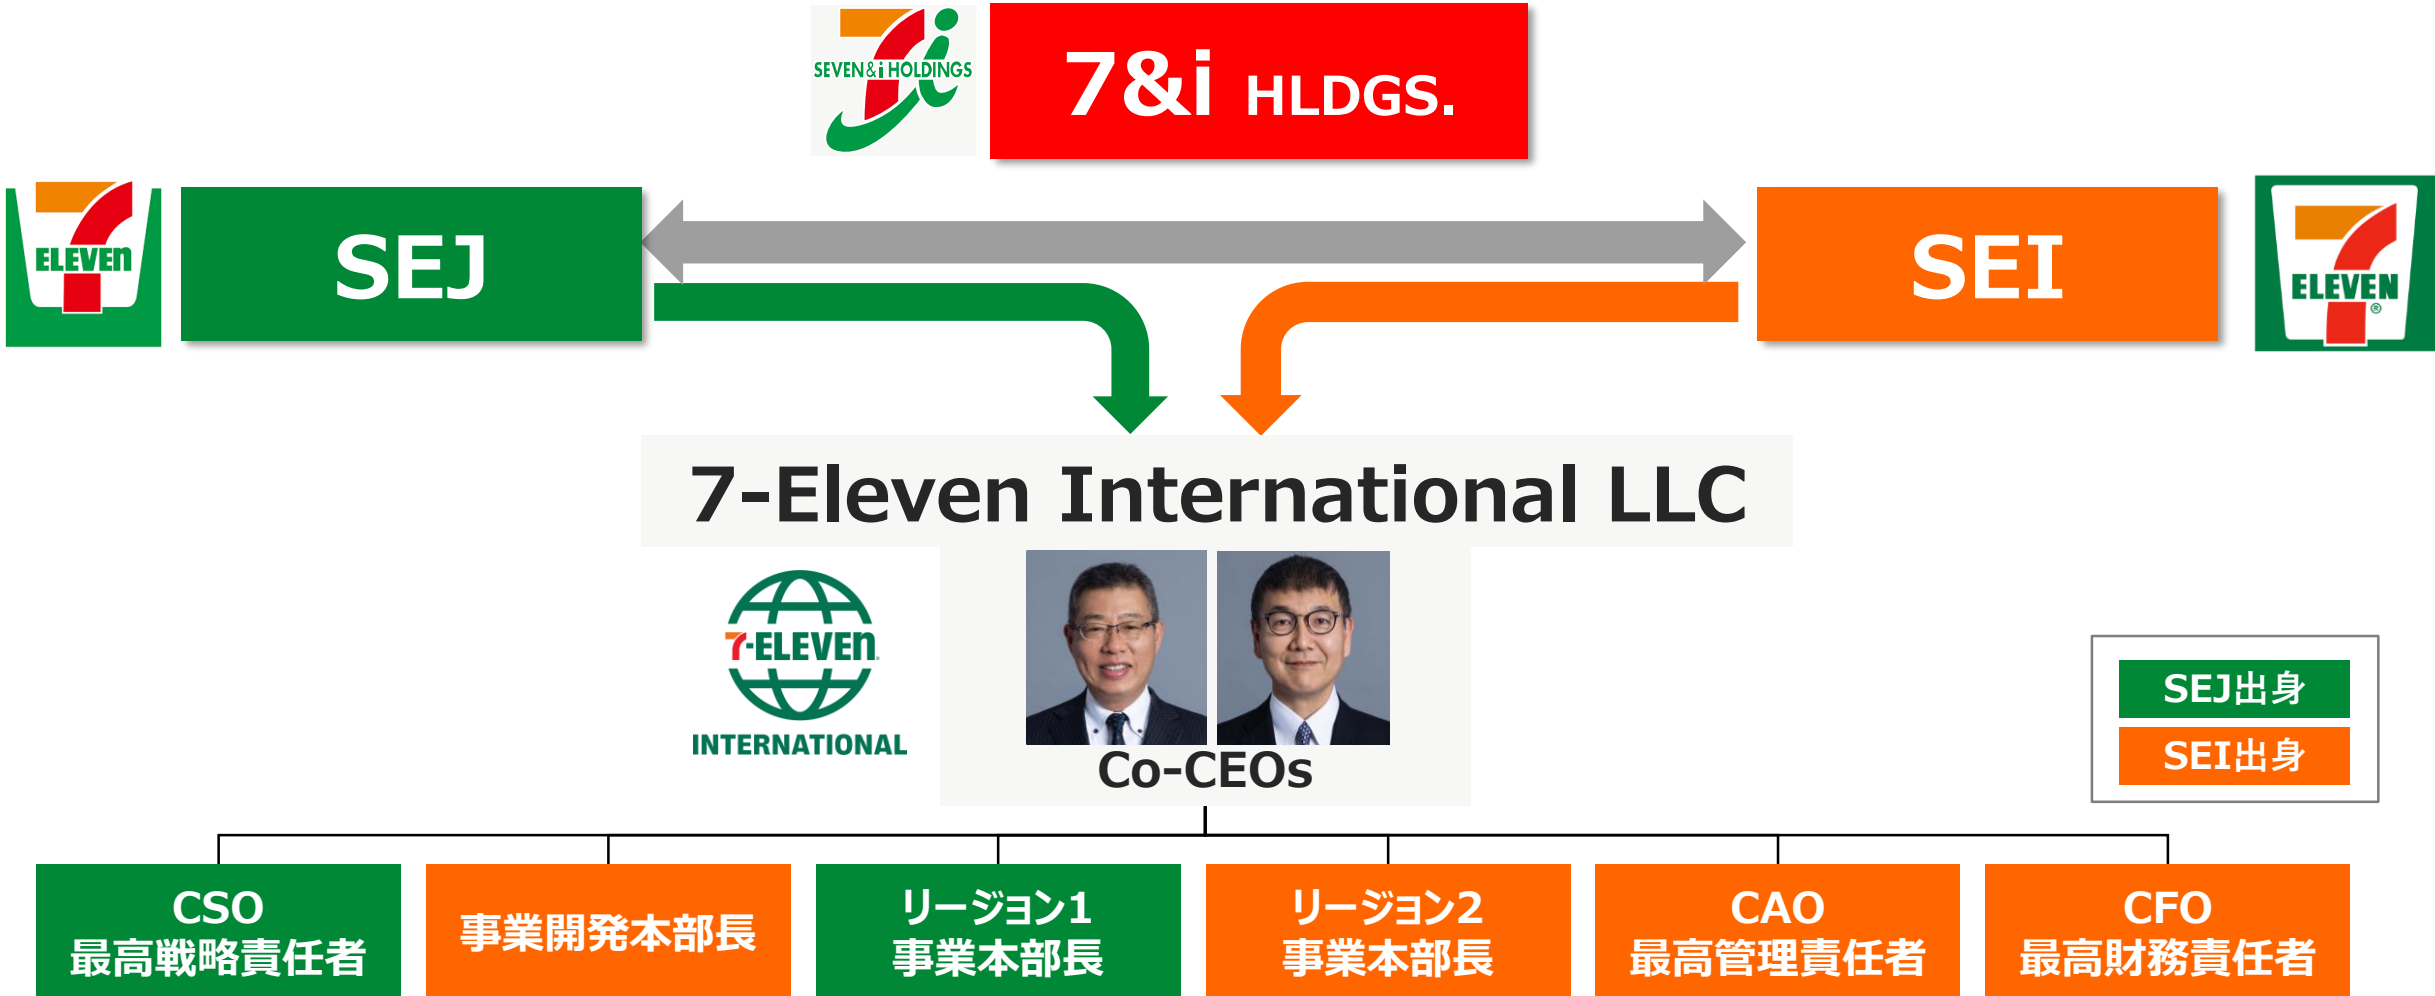 SEVEN&i HOLDINGS
7&i HLDGS.
ELEVEn
SEJ
SEI
ELEVEN
®
7-Eleven International LLC
7-ELEVEn®
INTERNATIONAL
Co-CEOs
SEJ出身
SEI出身
CSO
最高戦略責任者
事業開発本部長
リージョン1
事業本部長
リージョン2
事業本部長
CAO
最高管理責任者
CFO
最高財務責任者